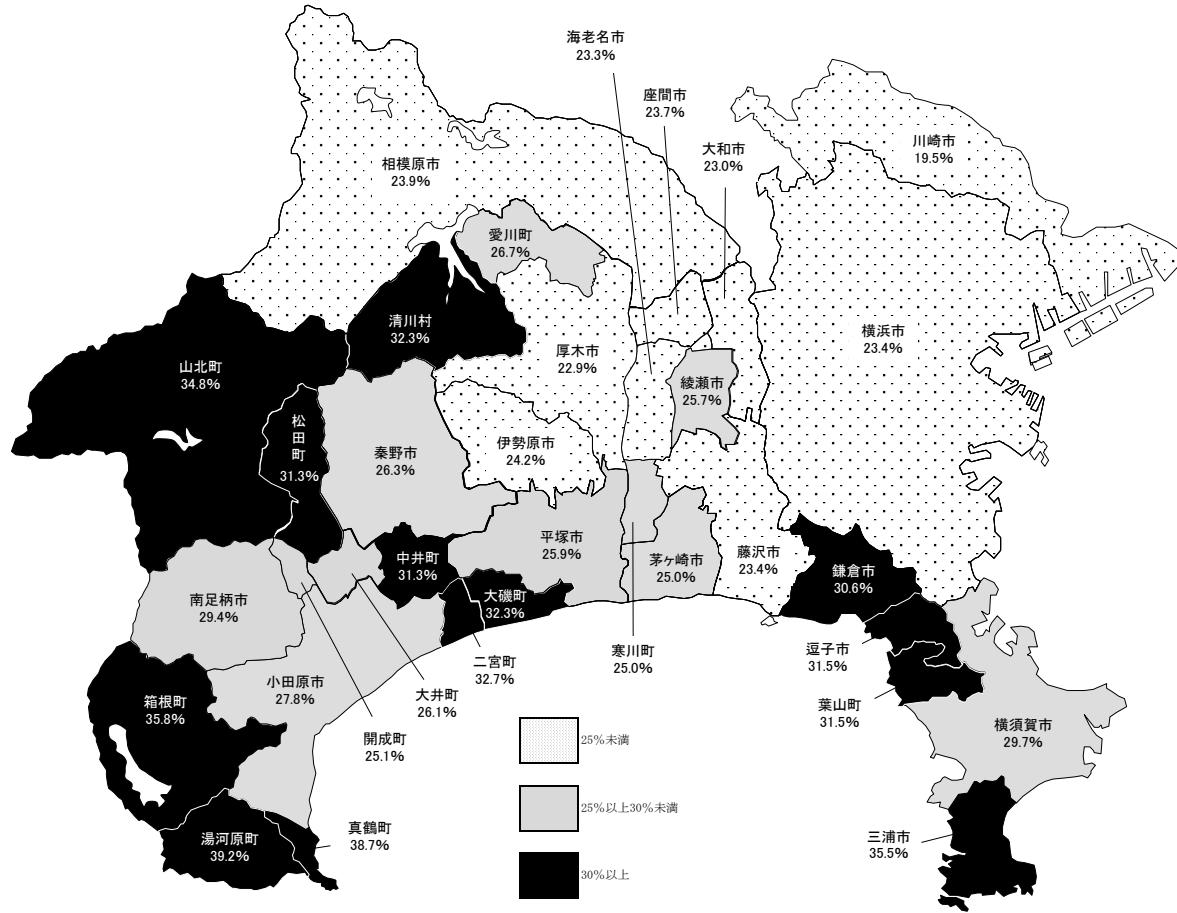 海老名市
23.3%
座間市
23.7%
大和市
23.0%
川崎市
19.5%
相模原市
23.9%
愛川町
26.7%
清川村
32.3%
厚木市
22.9%
横浜市
23.4%
山北町
34.8%
綾瀬市
25.7%
松
田
町
31.3%
秦野市
26.3%
伊勢原市
24.2%
中井町
31.3%
平塚市
25.9%
茅ヶ崎市
25.0%
藤沢市
23.4%
鎌倉市
30.6%
南足柄市
29.4%
大磯町
32.3%
二宮町
32.7%
寒川町
25.0%
逗子市
31.5%
小田原市
27.8%
大井町
26.1%
葉山町
31.5%
箱根町
35.8%
開成町
25.1%
横須賀市
29.7%
25%未満
25%以上30%未満
真鶴町
38.7%
湯河原町
39.2%
三浦市
35.5%
30%以上